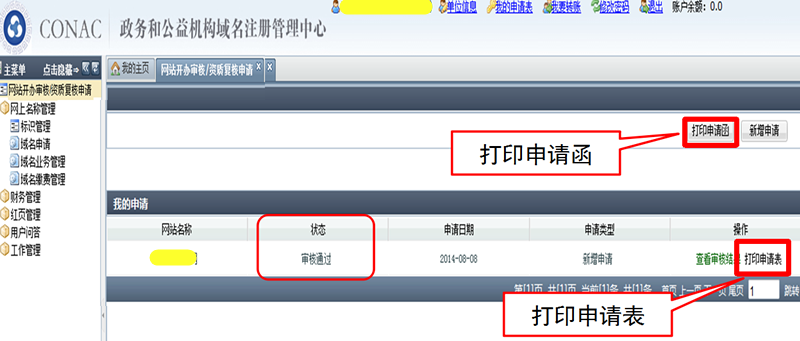 单位信息 我的申请表 我要转账 修改密码 退出 账户余额: 0.0
CONAC 政务和公益机构域名注册管理中心
主菜单 点击隐藏⇒
我的主页 网站开办审核/资质复核申请
网站开办审核/资质复核申请
网上名称管理
标识管理
域名申请
域名业务管理
域名缴费管理
财务管理
红页管理
用户问答
工作管理
打印申请函 新增申请
打印申请函
我的申请
网站名称 状态 申请日期 申请类型 操作
审核通过 2014-08-08 新增申请 查看审核结 打印申请表
第[1]页 共[1]页 当前[1]条 共[1]条 首页 上一页 下一页 尾页 1 跳转
打印申请表